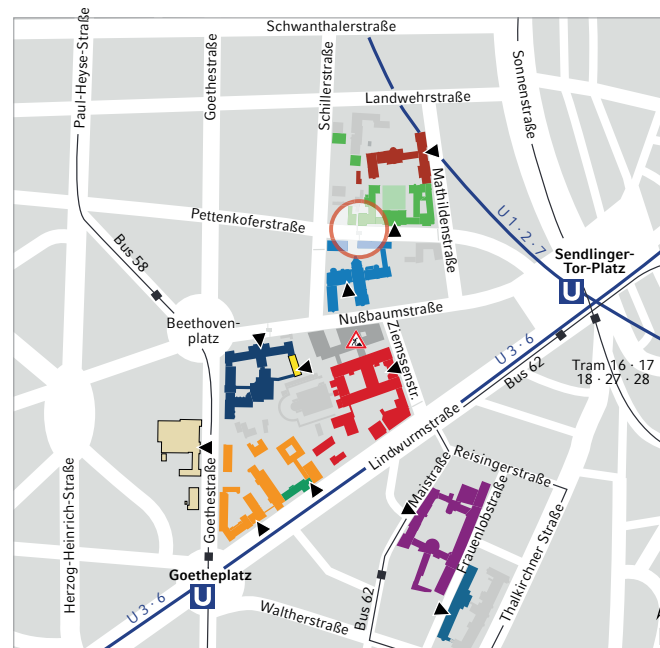 Schwanthalerstraße
Paul-Heyse-Straße
Goethestraße
Schillerstraße
Sonnenstraße
Landwehrstraße
Mathildenstraße
Pettenkoferstraße
U 1 · 2 · 7
Bus 58
Sendlinger-
Tor-Platz
U
Nußbaumstraße
Beethoven-
platz
Ziemssenstr.
U 3 · 6
Bus 62
Tram 16 · 17
18 · 27 · 28
Lindwurmstraße
Reisingerstraße
Maistraße
Frauenlobstraße
Goethestraße
Herzog-Heinrich-Straße
Thalkirchner Straße
Goetheplatz
U
U 3 · 6
Bus 62
Waltherstraße